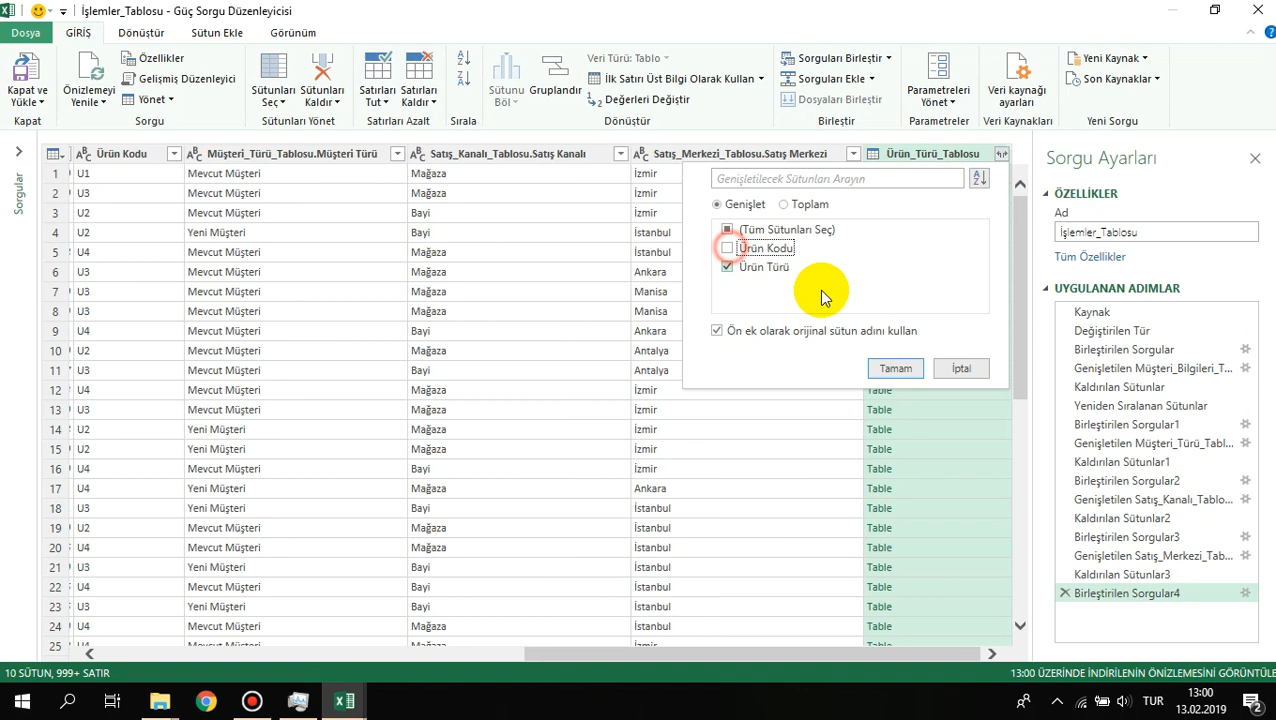 İşlemler_Tablosu - Güç Sorgu Düzenleyicisi
Dosya GİRİŞ Dönüştür Sütun Ekle Görünüm
Kapat ve Yükle
Kapat
Önizlemeyi Yenile
Özellikler
Gelişmiş Düzenleyici
Yönet
Sorgu
Sütunları Seç
Sütunları Kaldır
Sütunları Yönet
Satırları Tut
Satırları Kaldır
Satırları Azalt
Sırala
Sütunu Böl
Gruplandır
Veri Türü: Tablo
İlk Satırı Üst Bilgi Olarak Kullan
Değerleri Değiştir
Dönüştür
Sorguları Birleştir
Sorguları Ekle
Dosyaları Birleştir
Birleştir
Parametreleri Yönet
Parametreler
Veri kaynağı ayarları
Veri Kaynakları
Yeni Kaynak
Son Kaynaklar
Yeni Sorgu
Sorgular
Ürün Kodu Müşteri_Türü_Tablosu.Müşteri Türü Satış_Kanalı_Tablosu.Satış Kanalı Satış_Merkezi_Tablosu.Satış Merkezi Ürün_Türü_Tablosu
1 U1 Mevcut Müşteri Mağaza İzmir
2 U3 Mevcut Müşteri Mağaza İzmir
3 U2 Mevcut Müşteri Bayi İzmir
4 U2 Yeni Müşteri Bayi İstanbul
5 U4 Mevcut Müşteri Mağaza İstanbul
6 U3 Mevcut Müşteri Mağaza Ankara
7 U3 Mevcut Müşteri Mağaza Manisa
8 U3 Mevcut Müşteri Mağaza Manisa
9 U4 Mevcut Müşteri Bayi Ankara
10 U2 Mevcut Müşteri Mağaza Antalya
11 U3 Mevcut Müşteri Bayi Antalya
12 U4 Mevcut Müşteri Mağaza İzmir Table
13 U3 Mevcut Müşteri Mağaza İzmir Table
14 U2 Yeni Müşteri Mağaza İzmir Table
15 U2 Yeni Müşteri Mağaza İzmir Table
16 U4 Mevcut Müşteri Bayi İzmir Table
17 U4 Yeni Müşteri Mağaza Ankara Table
18 U3 Yeni Müşteri Bayi İstanbul Table
19 U2 Mevcut Müşteri Mağaza İstanbul Table
20 U4 Mevcut Müşteri Mağaza İstanbul Table
21 U3 Yeni Müşteri Bayi İstanbul Table
22 U4 Mevcut Müşteri Bayi İstanbul Table
23 U3 Yeni Müşteri Bayi İstanbul Table
24 U4 Mevcut Müşteri Mağaza İstanbul Table
25 U4 Mevcut Müşteri Mağaza İzmir Table
Genişletilecek Sütunları Arayın
Genişlet Toplam
(Tüm Sütunları Seç)
Ürün Kodu
Ürün Türü
Ön ek olarak orijinal sütun adını kullan
Tamam İptal
Sorgu Ayarları
ÖZELLİKLER
Ad
İşlemler_Tablosu
Tüm Özellikler
UYGULANAN ADIMLAR
Kaynak
Değiştirilen Tür
Birleştirilen Sorgular
Genişletilen Müşteri_Bilgileri_T...
Kaldırılan Sütunlar
Yeniden Sıralanan Sütunlar
Birleştirilen Sorgular1
Genişletilen Müşteri_Türü_Tabl...
Kaldırılan Sütunlar1
Birleştirilen Sorgular2
Genişletilen Satış_Kanalı_Tablo...
Kaldırılan Sütunlar2
Birleştirilen Sorgular3
Genişletilen Satış_Merkezi_Tab...
Kaldırılan Sütunlar3
Birleştirilen Sorgular4
10 SÜTUN, 999+ SATIR
13:00 ÜZERİNDE İNDİRİLENİN ÖNİZLEMESİ GÖRÜNTÜLE
TUR
13:00
13.02.2019
2